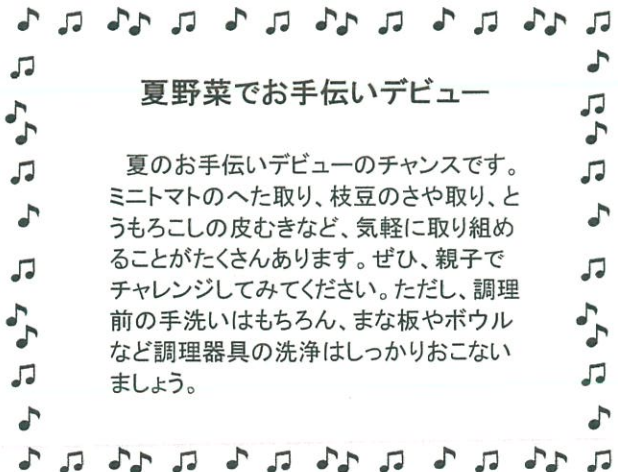 夏野菜でお手伝いデビュー
夏のお手伝いデビューのチャンスです。
ミニトマトのへた取り、枝豆のさや取り、と
うもろこしの皮むきなど、気軽に取り組め
ることがたくさんあります。ぜひ、親子で
チャレンジしてみてください。ただし、調理
前の手洗いはもちろん、まな板やボウル
など調理器具の洗浄はしっかりおこない
ましょう。